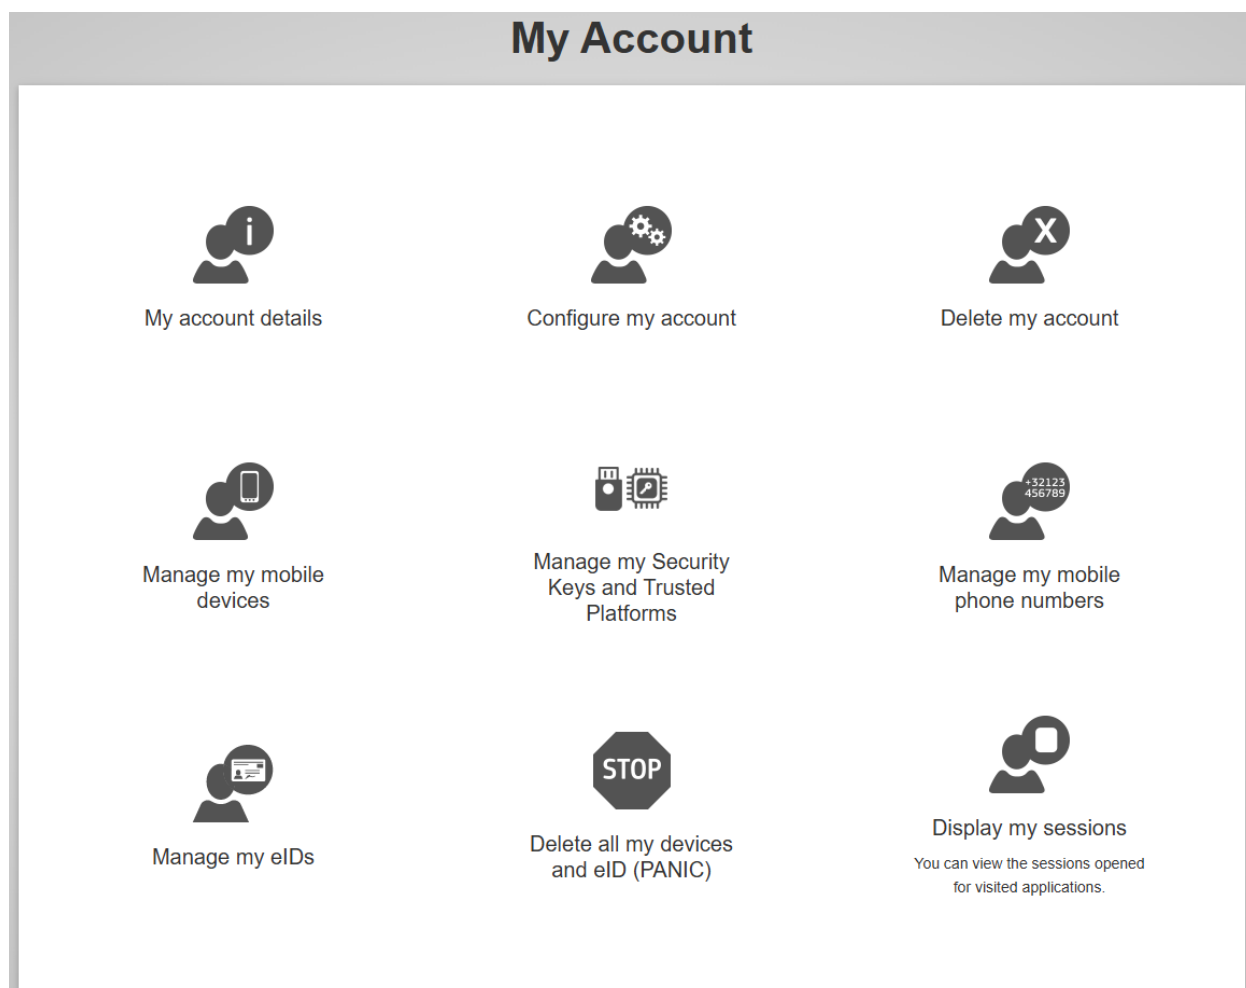 My Account
i
X
My account details
Configure my account
Delete my account
+32123
456789
Manage my mobile
devices
Manage my Security
Keys and Trusted
Platforms
Manage my mobile
phone numbers
STOP
Manage my eIDs
Delete all my devices
and eID (PANIC)
Display my sessions
You can view the sessions opened
for visited applications.